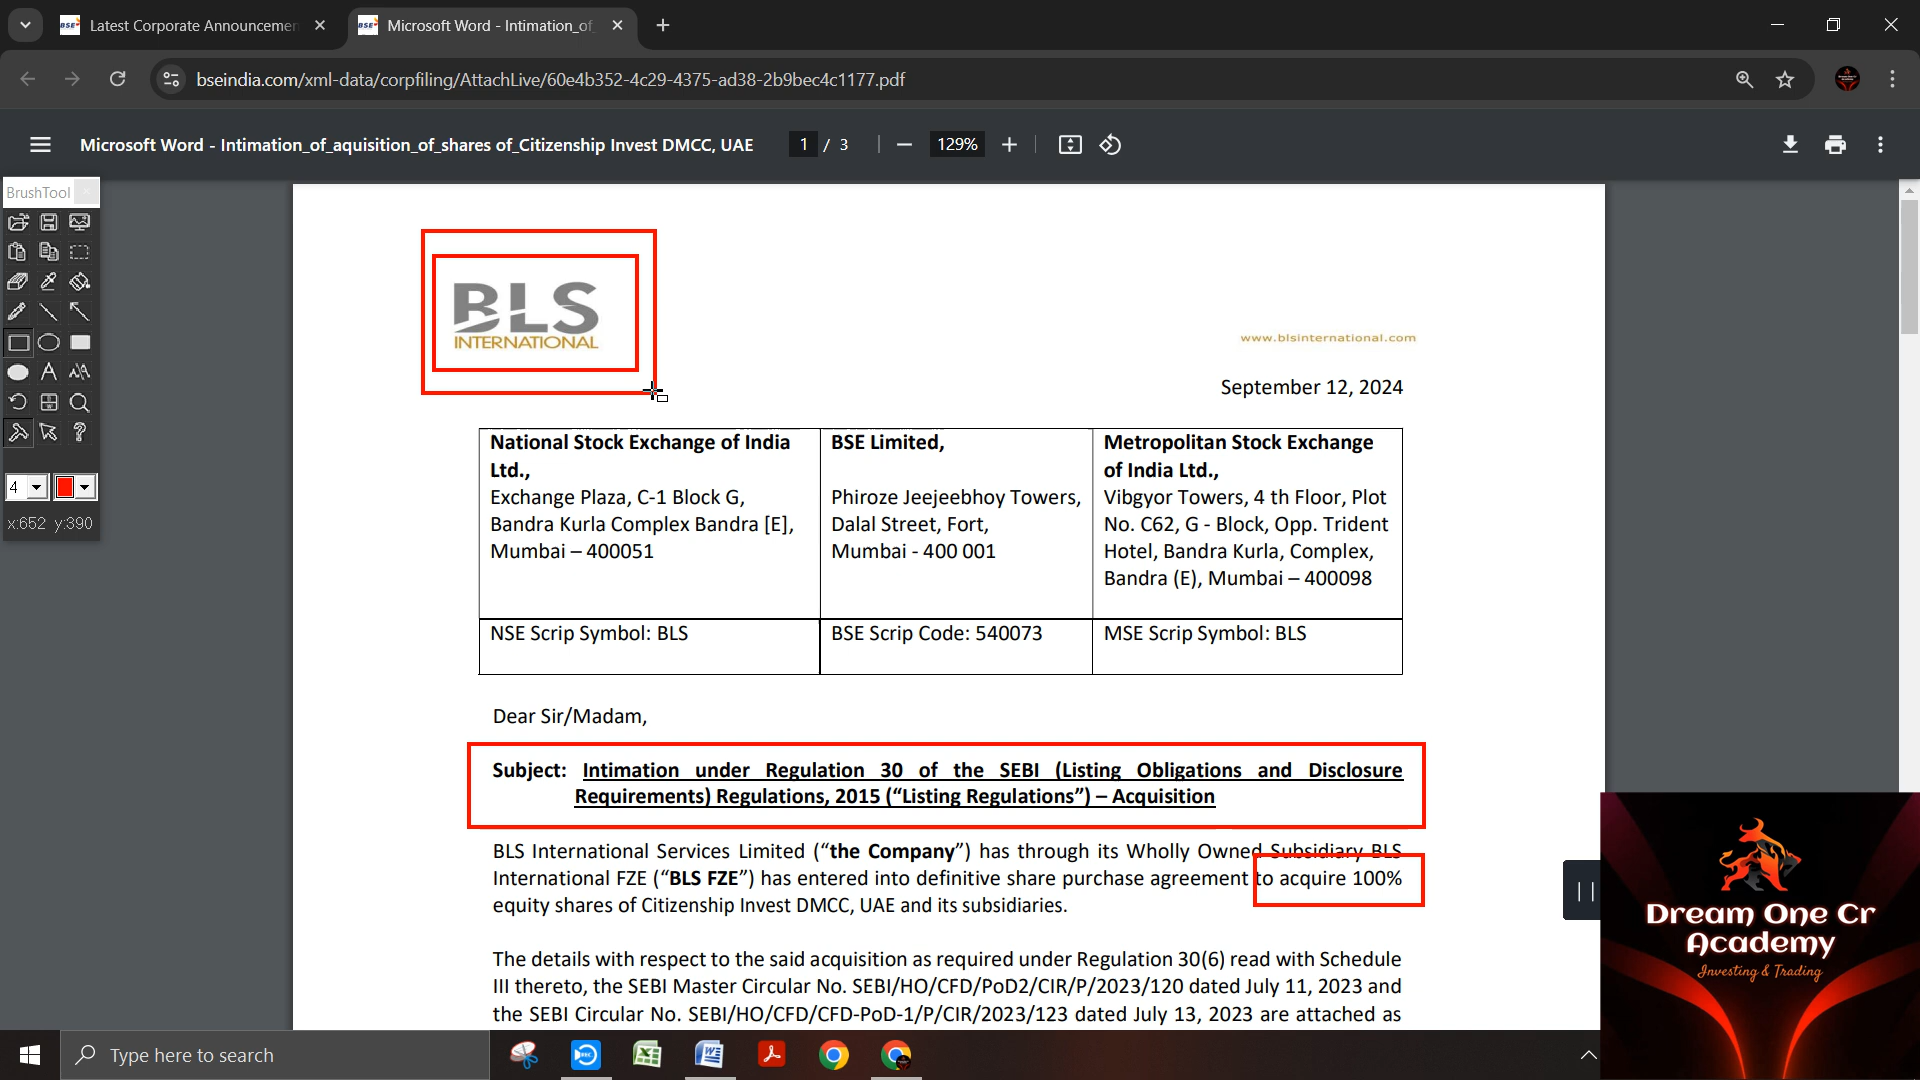 Latest Corporate Announcemen
Microsoft Word - Intimation_of_
bseindia.com/xml-data/corpfiling/AttachLive/60e4b352-4c29-4375-ad38-2b9bec4c1177.pdf
Microsoft Word - Intimation_of_aquisition_of_shares of_Citizenship Invest DMCC, UAE
1 / 3
129%
BrushTool
4
x:652 y:390
BLS
INTERNATIONAL
www.blsinternational.com
September 12, 2024
National Stock Exchange of India
Ltd.,
Exchange Plaza, C-1 Block G,
Bandra Kurla Complex Bandra [E],
Mumbai – 400051
BSE Limited,
Phiroze Jeejeebhoy Towers,
Dalal Street, Fort,
Mumbai - 400 001
Metropolitan Stock Exchange
of India Ltd.,
Vibgyor Towers, 4 th Floor, Plot
No. C62, G - Block, Opp. Trident
Hotel, Bandra Kurla, Complex,
Bandra (E), Mumbai – 400098
NSE Scrip Symbol: BLS
BSE Scrip Code: 540073
MSE Scrip Symbol: BLS
Dear Sir/Madam,
Subject: Intimation under Regulation 30 of the SEBI (Listing Obligations and Disclosure
Requirements) Regulations, 2015 (“Listing Regulations”) – Acquisition
BLS International Services Limited (“the Company”) has through its Wholly Owned Subsidiary BLS
International FZE (“BLS FZE”) has entered into definitive share purchase agreement to acquire 100%
equity shares of Citizenship Invest DMCC, UAE and its subsidiaries.
The details with respect to the said acquisition as required under Regulation 30(6) read with Schedule
III thereto, the SEBI Master Circular No. SEBI/HO/CFD/PoD2/CIR/P/2023/120 dated July 11, 2023 and
the SEBI Circular No. SEBI/HO/CFD/CFD-PoD-1/P/CIR/2023/123 dated July 13, 2023 are attached as
Dream One Cr
Academy
Investing & Trading
Type here to search